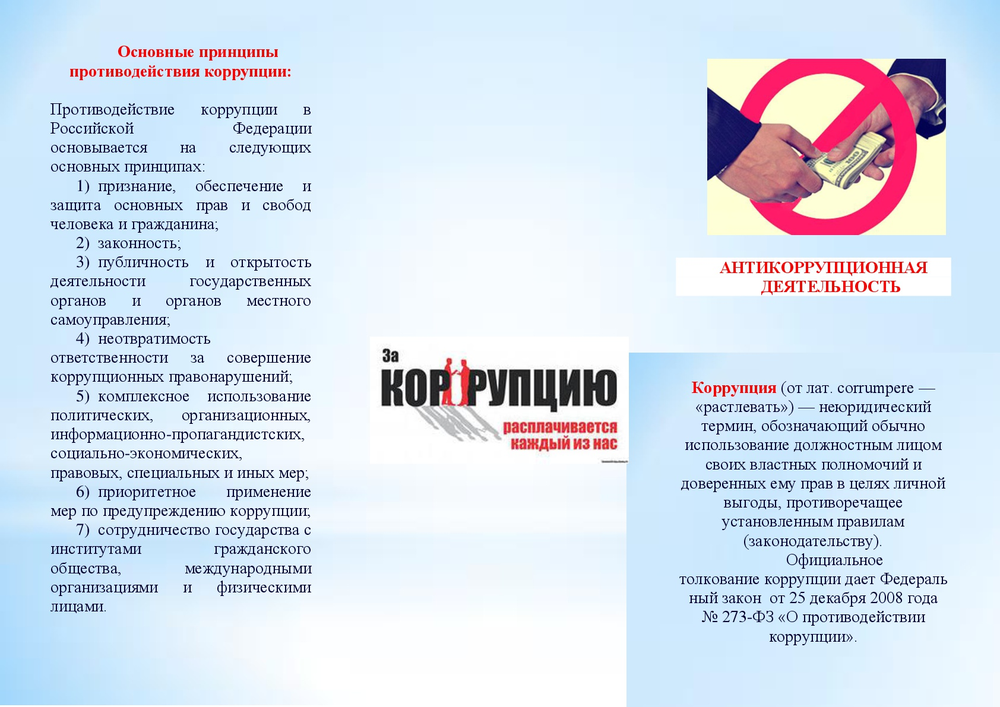 Основные принципы
противодействия коррупции:
Противодействие коррупции в
Российской Федерации
основывается на следующих
основных принципах:
1) признание, обеспечение и
защита основных прав и свобод
человека и гражданина;
2) законность;
3) публичность и открытость
деятельности государственных
органов и органов местного
самоуправления;
4) неотвратимость
ответственности за совершение
коррупционных правонарушений;
5) комплексное использование
политических, организационных,
информационно-пропагандистских,
социально-экономических,
правовых, специальных и иных мер;
6) приоритетное применение
мер по предупреждению коррупции;
7) сотрудничество государства с
институтами гражданского
общества, международными
организациями и физическими
лицами.
За
КОРРУПЦИЮ
расплачивается
каждый из нас
АНТИКОРРУПЦИОННАЯ
ДЕЯТЕЛЬНОСТЬ
Коррупция (от лат. corrumpere —
«растлевать») — неюридический
термин, обозначающий обычно
использование должностным лицом
своих властных полномочий и
доверенных ему прав в целях личной
выгоды, противоречащее
установленным правилам
(законодательству).
Официальное
толкование коррупции дает Федераль
ный закон от 25 декабря 2008 года
№ 273-ФЗ «О противодействии
коррупции».